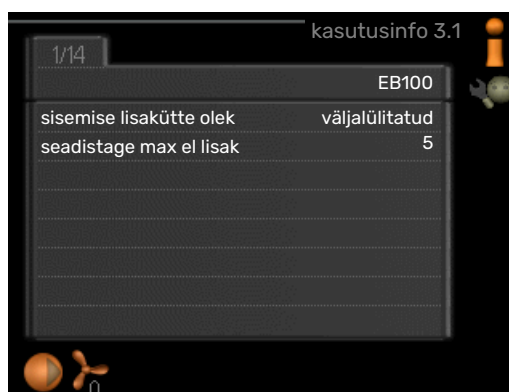 kasutusinfo 3.1
1/14
EB100
sisemise lisakütte olek väljalülitatud
seadistage max el lisak 5
0